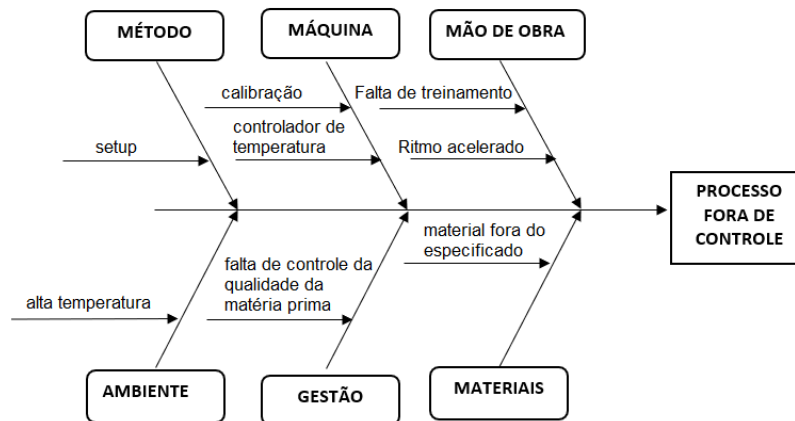 MÉTODO
MÁQUINA
MÃO DE OBRA
calibração
Falta de treinamento
controlador de
temperatura
setup
Ritmo acelerado
PROCESSO
FORA DE
CONTROLE
material fora do
especificado
falta de controle da
qualidade da
matéria prima
alta temperatura
AMBIENTE
GESTÃO
MATERIAIS